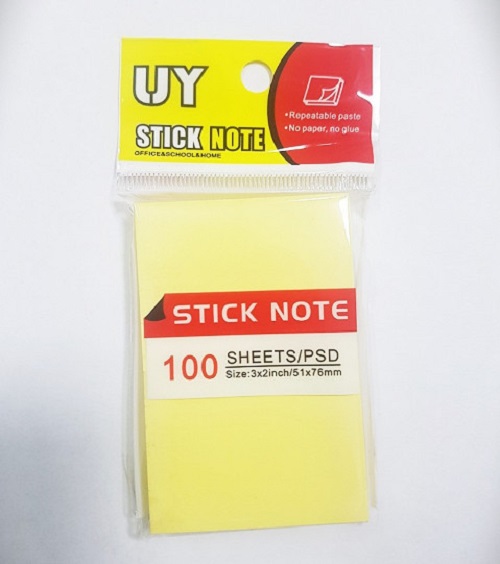 UY
STICK NOTE
OFFICE&SCHOOL&HOME
•Repeatable paste
•No paper, no glue
STICK NOTE
100 SHEETS/PSD
Size:3x2inch/51x76mm